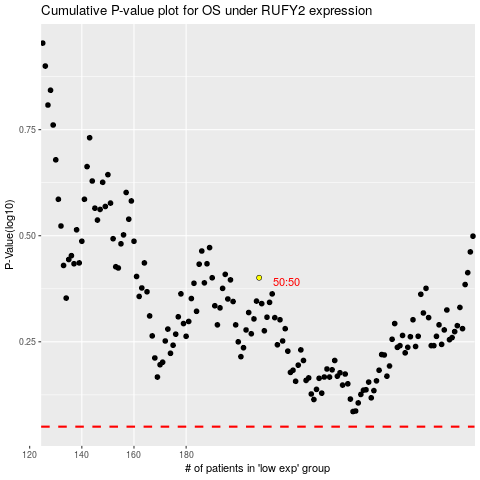 Cumulative P-value plot for OS under RUFY2 expression
P-Value(log10)
0.75
0.50
0.25
50:50
120 140 160 180
# of patients in 'low exp' group